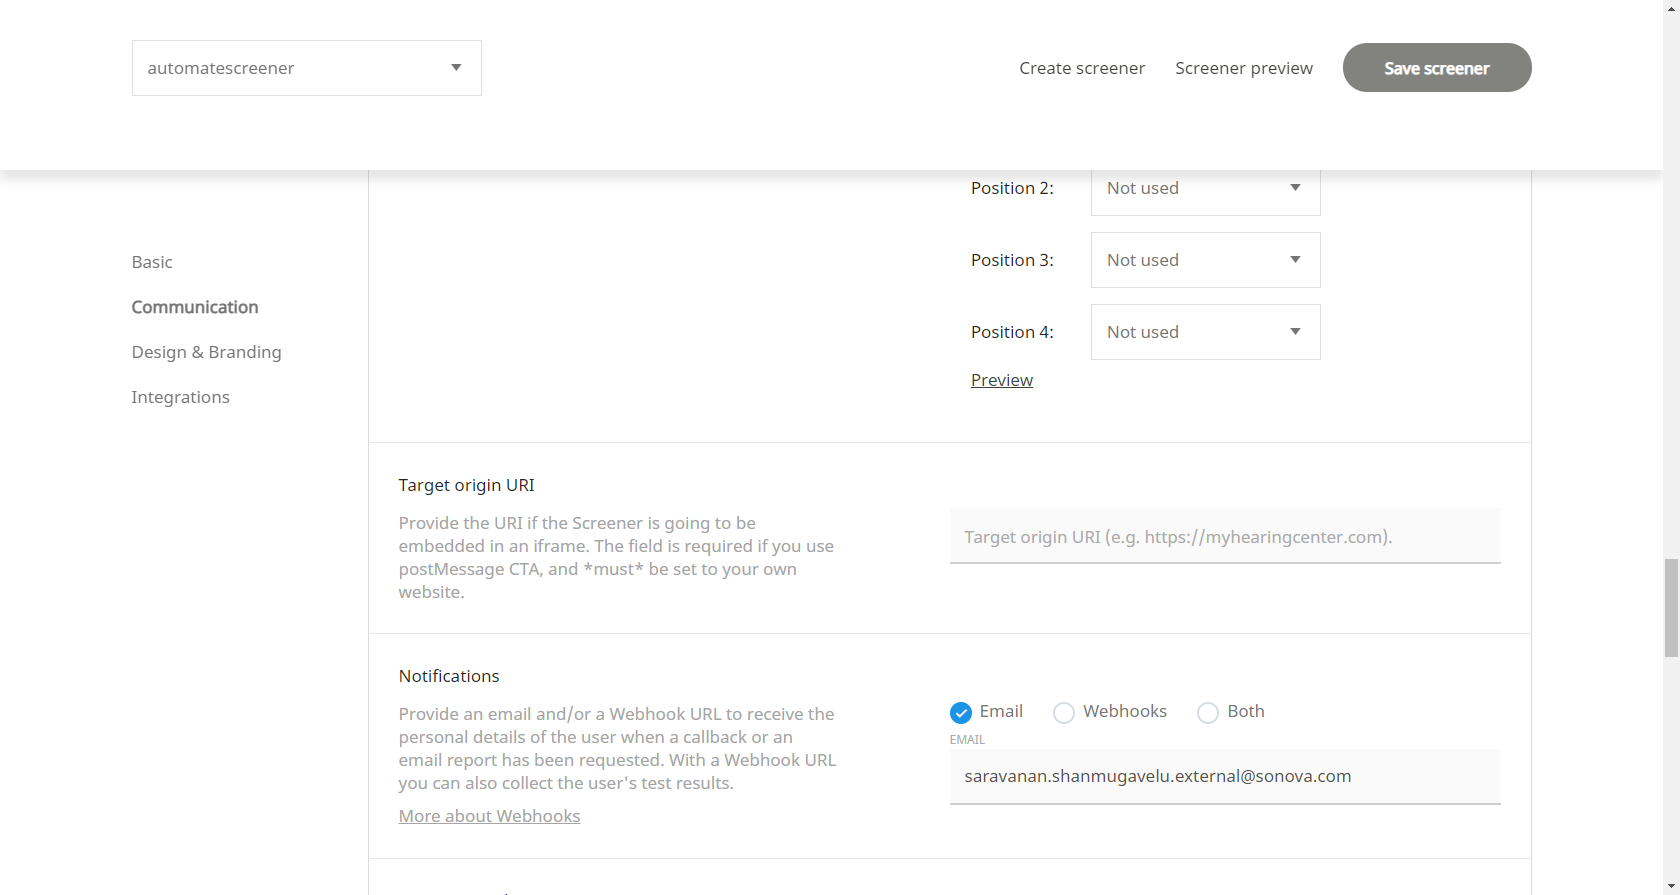 automatescreener
Create screener
Screener preview
Save screener
Basic
Communication
Design & Branding
Integrations
Position 2:
Not used
Position 3:
Not used
Position 4:
Not used
Preview
Target origin URI
Provide the URI if the Screener is going to be
embedded in an iframe. The field is required if you use
postMessage CTA, and *must* be set to your own
website.
Target origin URI (e.g. https://myhearingcenter.com).
Notifications
Provide an email and/or a Webhook URL to receive the
personal details of the user when a callback or an
email report has been requested. With a Webhook URL
you can also collect the user's test results.
More about Webhooks
Email
Webhooks
Both
EMAIL
saravanan.shanmugavelu.external@sonova.com